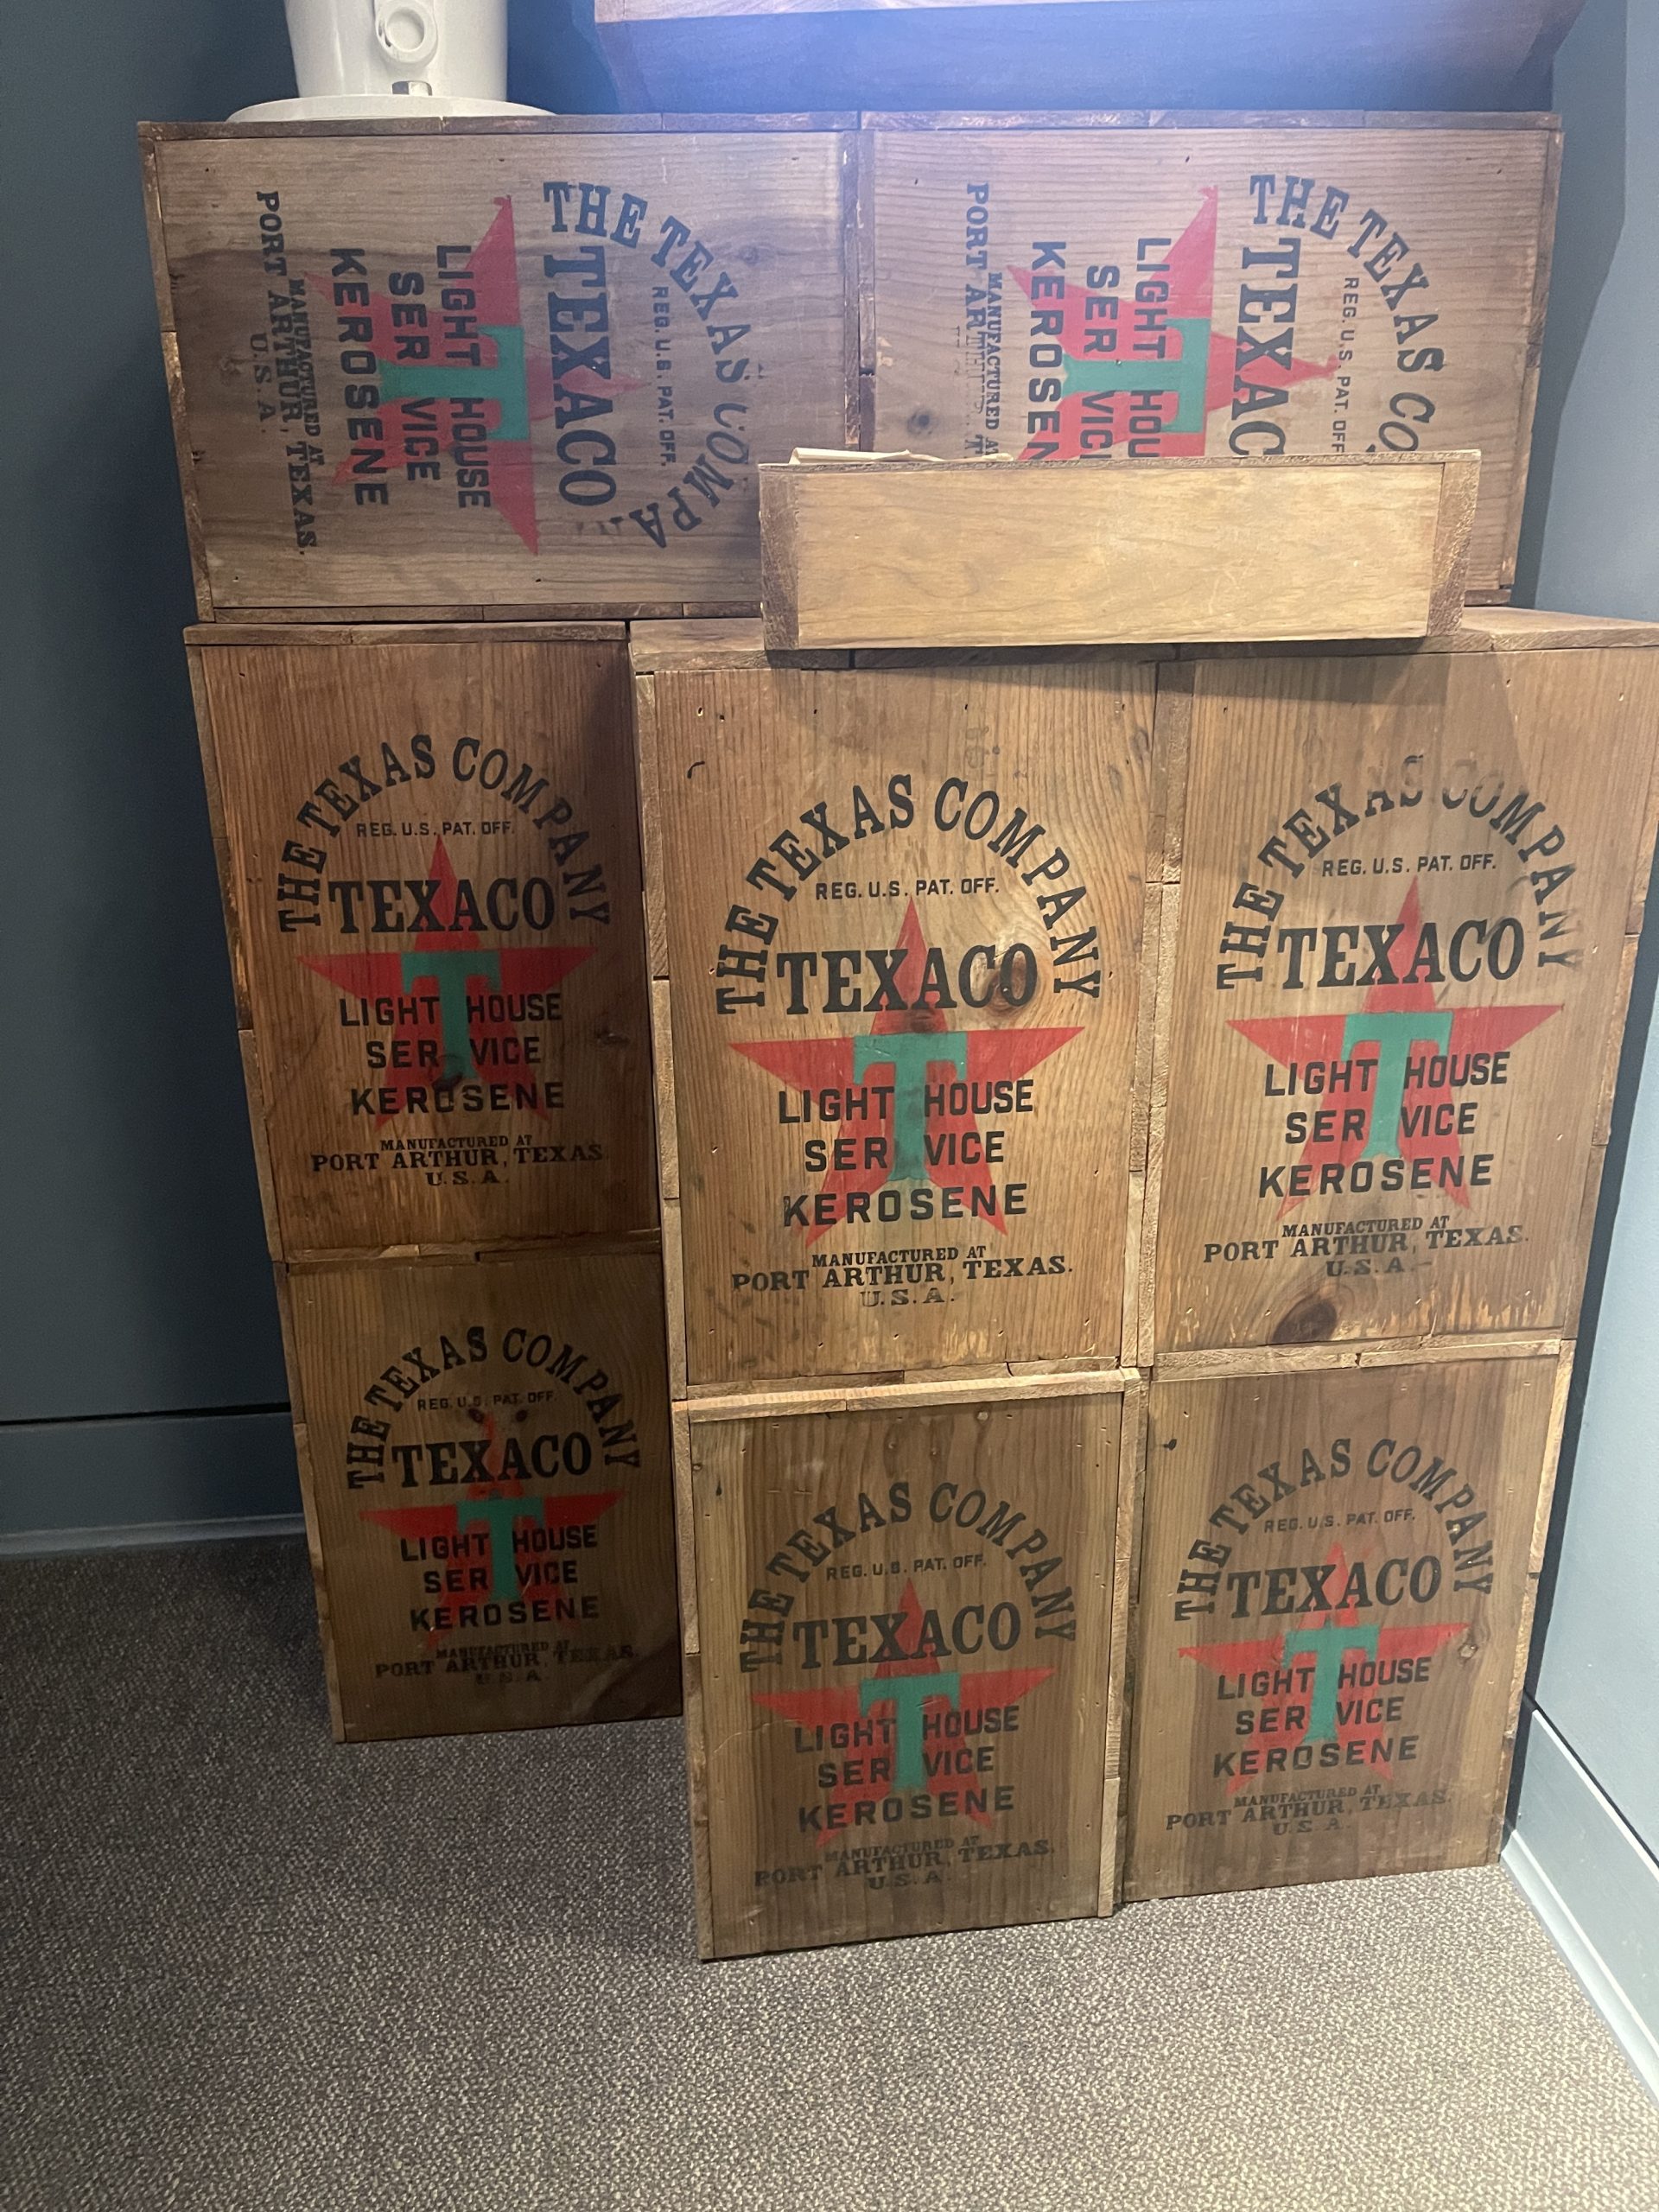 THE TEXAS COMPA
REG. U.S. PAT. OFF.
TEXACO
T
LIGHT HOUSE
SER VICE
KEROSENE
MANUFACTURED AT
PORT ARTHUR, TEXAS.
U.S.A.
THE TEXAS CO
REG. U.S. PAT. OFF
TEXAC
T
LIGHT HOU
SER VIC
KEROSEN
MANUFACTURED AT
PORT
THE TEXAS COMPANY
REG. U.S. PAT. OFF.
TEXACO
T
LIGHT HOUSE
SER VICE
KEROSENE
MANUFACTURED AT
PORT ARTHUR, TEXAS
U.S.A.
THE TEXAS COMPANY
REG. U.S. PAT. OFF.
TEXACO
T
LIGHT HOUSE
SER VICE
KEROSENE
MANUFACTURED AT
PORT ARTHUR, TEXAS.
U.S.A.
THE TEXAS COMPANY
REG. U.S. PAT. OFF.
TEXACO
T
LIGHT HOUSE
SER VICE
KEROSENE
MANUFACTURED AT
PORT ARTHUR, TEXAS.
U.S.A.
THE TEXAS COMPANY
REG. U.S. PAT. OFF.
TEXACO
T
LIGHT HOUSE
SER VICE
KEROSENE
MANUFACTURED AT
PORT ARTHUR, TEXAS.
U.S.A.
THE TEXAS COMPANY
REG. U.S. PAT. OFF.
TEXACO
T
LIGHT HOUSE
SER VICE
KEROSENE
MANUFACTURED AT
PORT ARTHUR, TEXAS.
U.S.A.
THE TEXAS COMPANY
REG. U.S. PAT. OFF.
TEXACO
T
LIGHT HOUSE
SER VICE
KEROSENE
MANUFACTURED AT
PORT ARTHUR, TEXAS.
U.S.A.